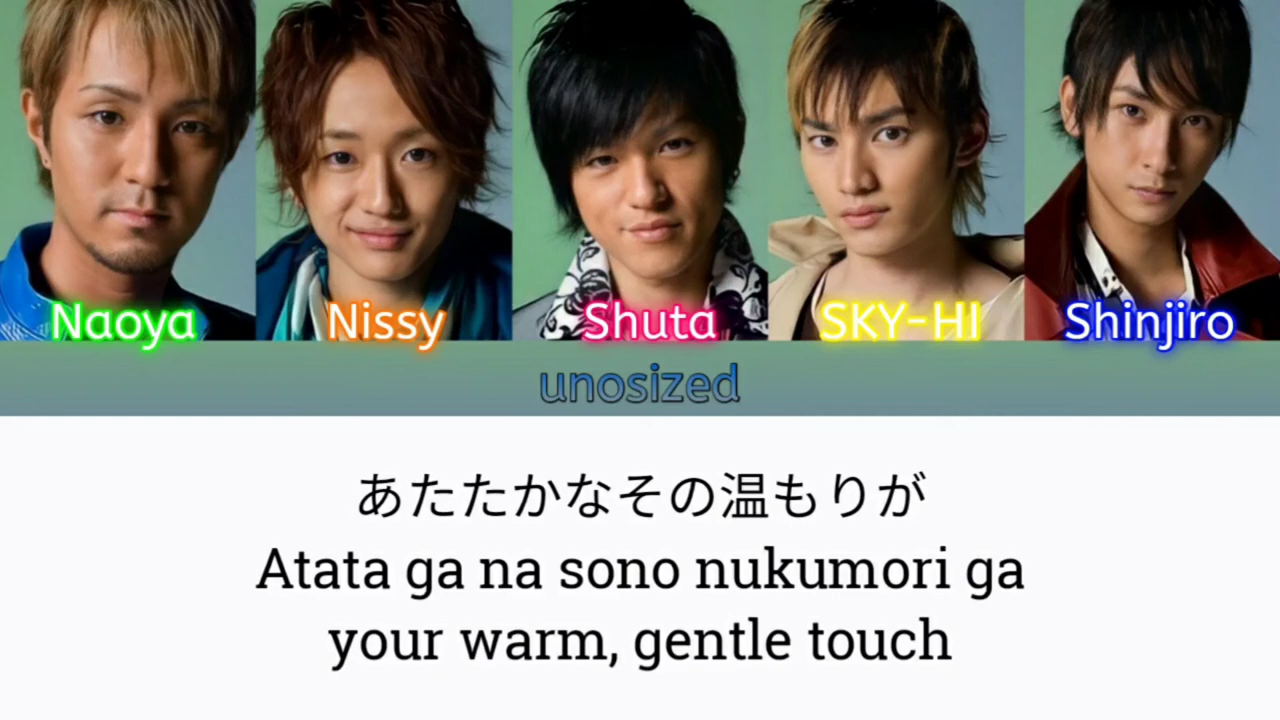 Naoya Nissy Shuta SKY-HI Shinjiro
unosized
あたたかなその温もりが
Atata ga na sono nukumori ga
your warm, gentle touch